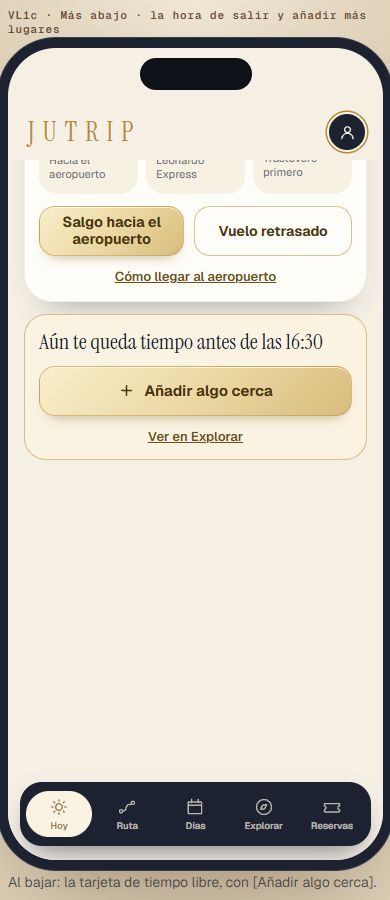 VL1c · Más abajo · la hora de salir y añadir más
lugares
JUTRIP
Hacia el
aeropuerto
Leonardo
Express
Trastevere
primero
Salgo hacia el
aeropuerto
Vuelo retrasado
Cómo llegar al aeropuerto
Aún te queda tiempo antes de las 16:30
+ Añadir algo cerca
Ver en Explorar
Hoy
Ruta
Días
Explorar
Reservas
Al bajar: la tarjeta de tiempo libre, con [Añadir algo cerca].